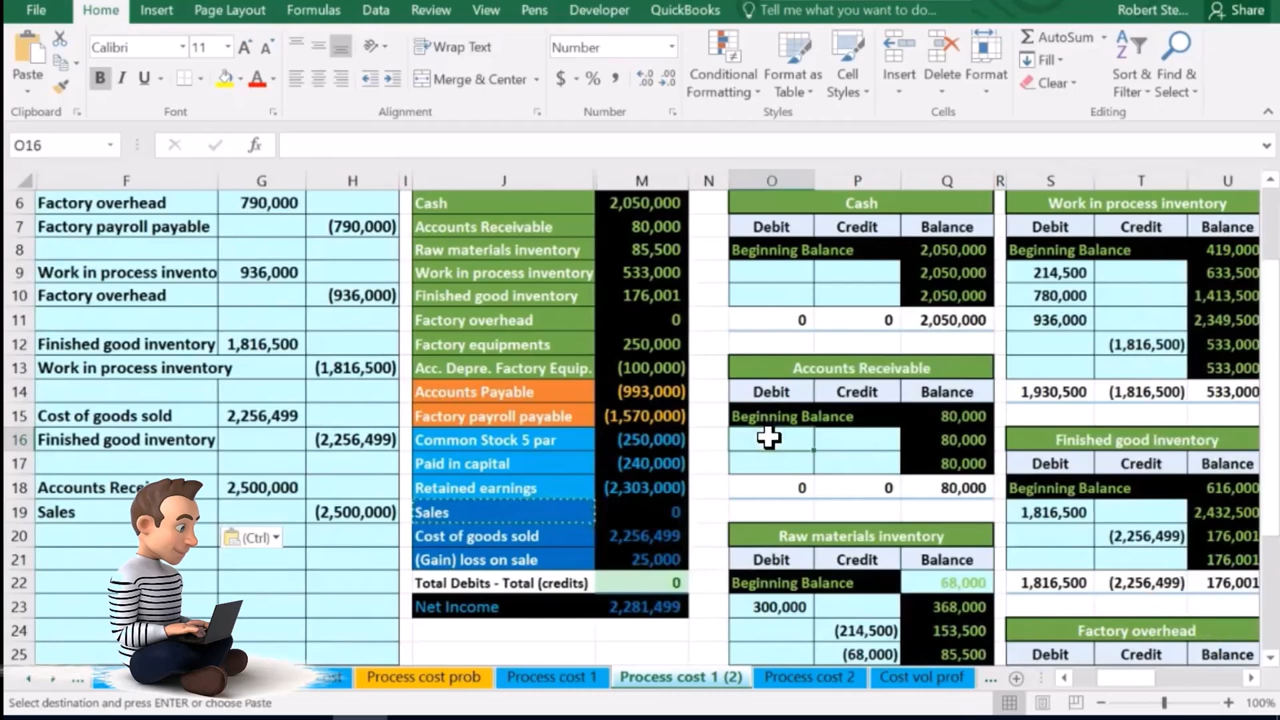 File Home Insert Page Layout Formulas Data Review View Pens Developer QuickBooks Tell me what you want to do... Robert Ste... Share
Calibri 11 A A Wrap Text Number AutoSum
Paste B I U Merge & Center $ % , Conditional Formatting Format as Table Cell Styles Insert Delete Format Fill Clear Sort & Filter Find & Select
Clipboard Font Alignment Number Styles Cells Editing
O16 fx
F G H I J M N O P Q R S T U
6 Factory overhead 790,000 Cash 2,050,000 Cash Work in process inventory
7 Factory payroll payable (790,000) Accounts Receivable 80,000 Debit Credit Balance Debit Credit Balance
8 Raw materials inventory 85,500 Beginning Balance 2,050,000 Beginning Balance 419,000
9 Work in process invento 936,000 Work in process inventory 533,000 2,050,000 214,500 633,500
10 Factory overhead (936,000) Finished good inventory 176,001 2,050,000 780,000 1,413,500
11 Factory overhead 0 0 0 2,050,000 936,000 2,349,500
12 Finished good inventory 1,816,500 Factory equipments 250,000 (1,816,500) 533,000
13 Work in process inventory (1,816,500) Acc. Depre. Factory Equip. (100,000) Accounts Receivable 533,000
14 Accounts Payable (993,000) Debit Credit Balance 1,930,500 (1,816,500) 533,000
15 Cost of goods sold 2,256,499 Factory payroll payable (1,570,000) Beginning Balance 80,000
16 Finished good inventory (2,256,499) Common Stock 5 par (250,000) 80,000 Finished good inventory
17 Paid in capital (240,000) 80,000 Debit Credit Balance
18 Accounts Rece 2,500,000 Retained earnings (2,303,000) 0 0 80,000 Beginning Balance 616,000
19 Sales (2,500,000) Sales 0 1,816,500 2,432,500
20 (Ctrl) Cost of goods sold 2,256,499 Raw materials inventory (2,256,499) 176,001
21 (Gain) loss on sale 25,000 Debit Credit Balance 176,001
22 Total Debits - Total (credits) 0 Beginning Balance 68,000 1,816,500 (2,256,499) 176,001
23 Net Income 2,281,499 300,000 368,000
24 (214,500) 153,500 Factory overhead
25 (68,000) 85,500 Debit Credit Balance
... Process cost prob Process cost 1 Process cost 1 (2) Process cost 2 Cost vol prof ...
Select destination and press ENTER or choose Paste 100%